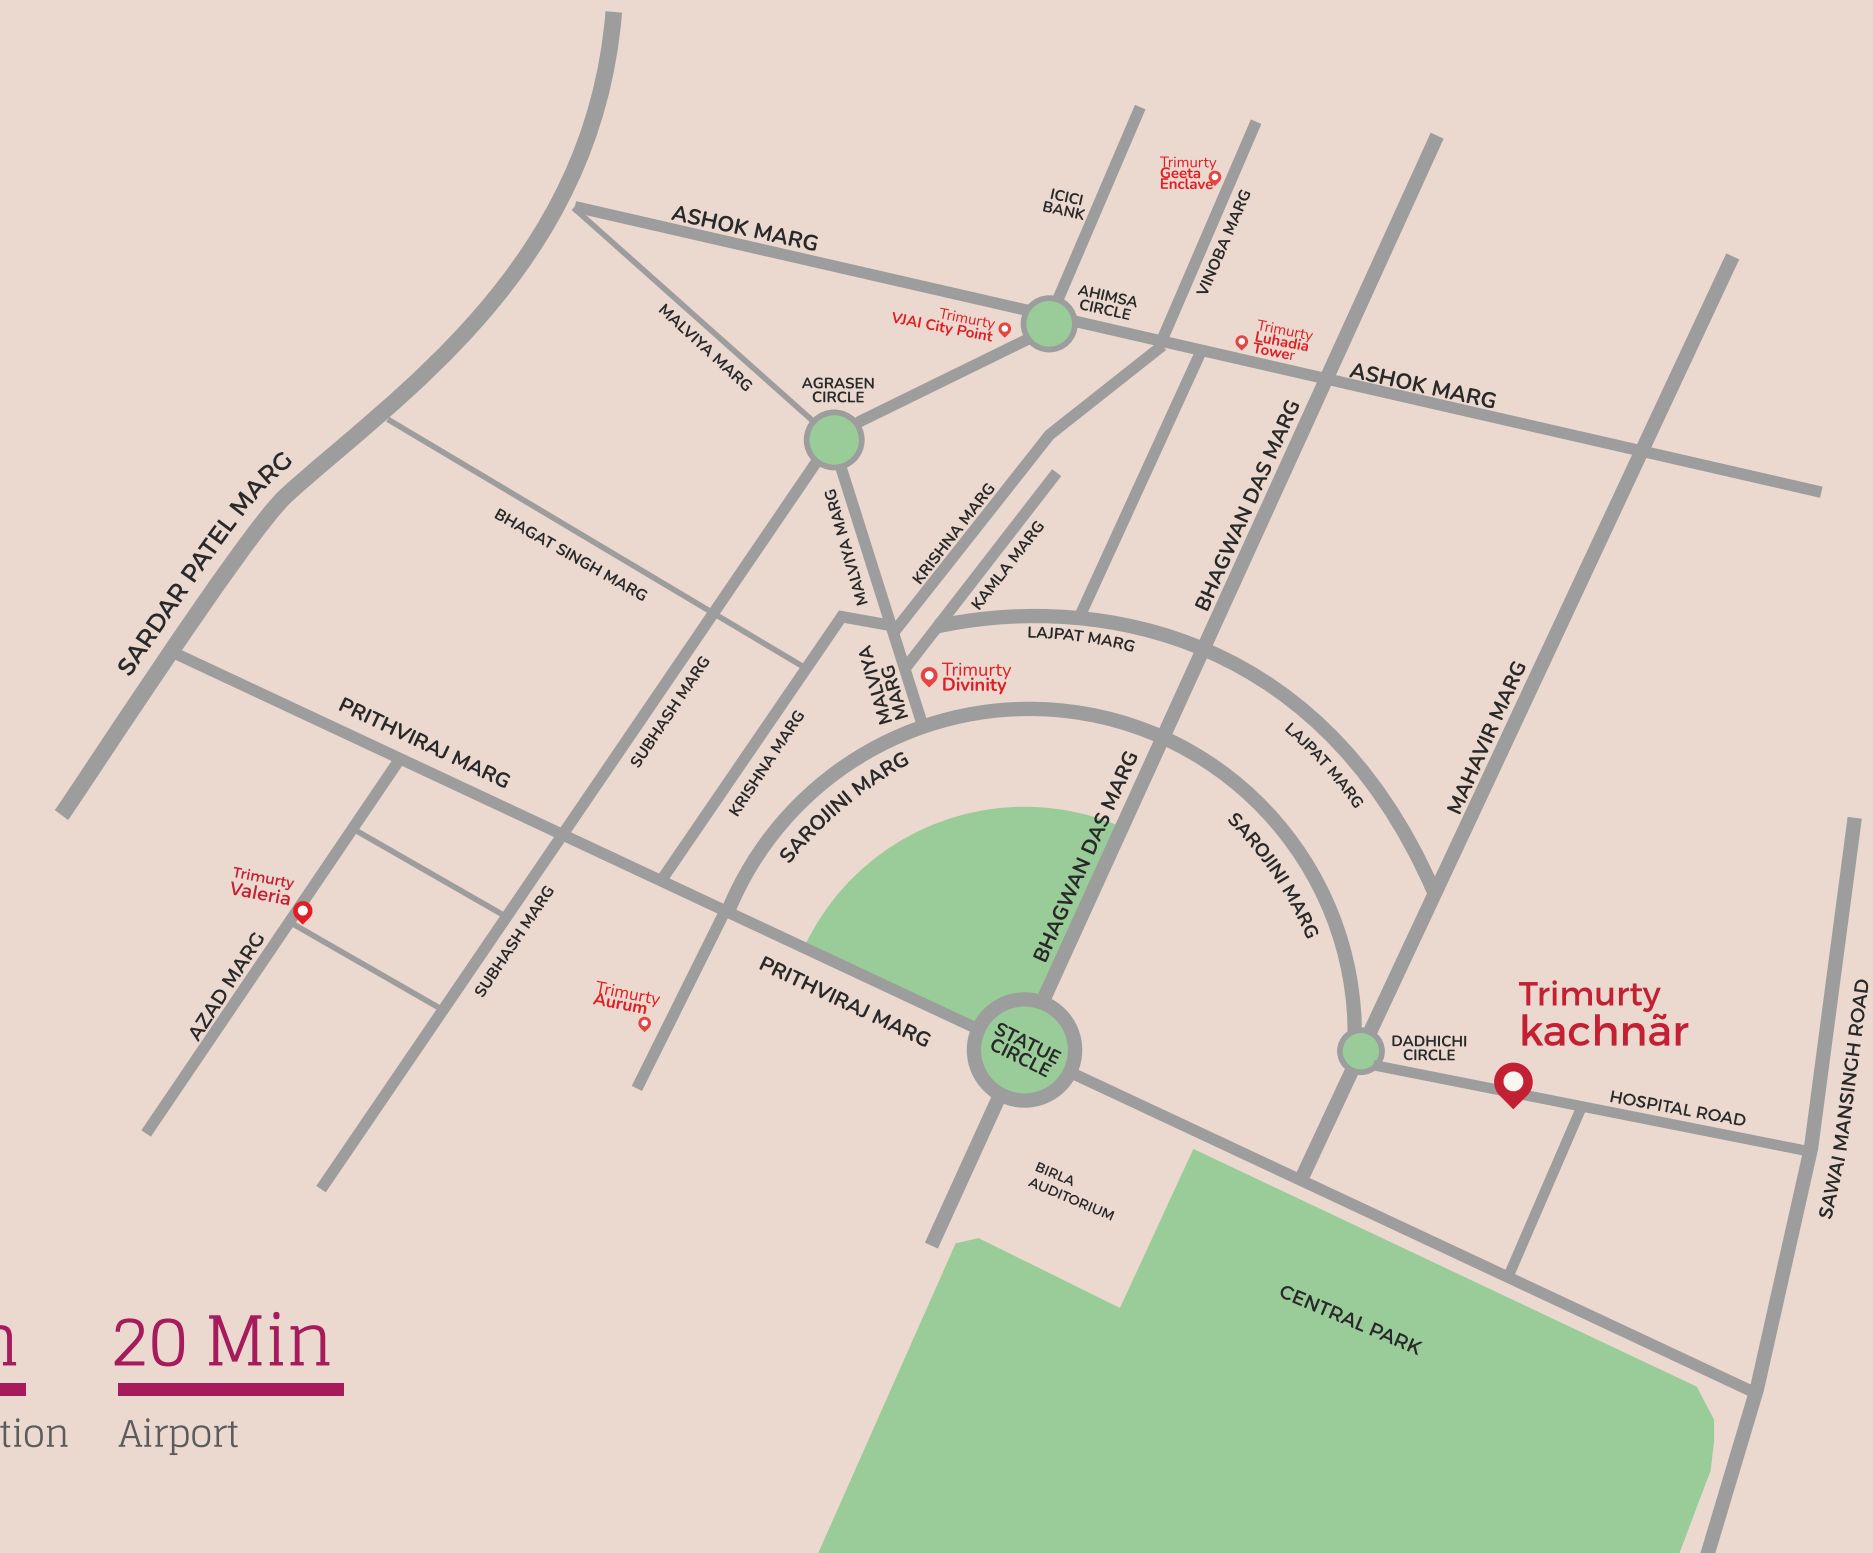 Trimurty
Geeta
Enclave
ICICI
BANK
VINOBA MARG
ASHOK MARG
AHIMSA
CIRCLE
Trimurty
VJAI City Point
Trimurty
Luhadia
Tower
MALVIYA MARG
AGRASEN
CIRCLE
ASHOK MARG
SARDAR PATEL MARG
BHAGAT SINGH MARG
MALVIYA MARG
KRISHNA MARG
KAMLA MARG
BHAGWAN DAS MARG
LAJPAT MARG
MALVIYA
MARG
Trimurty
Divinity
SUBHASH MARG
KRISHNA MARG
PRITHVIRAJ MARG
LAJPAT MARG
MAHAVIR MARG
SAROJINI MARG
BHAGWAN DAS MARG
SAROJINI MARG
Trimurty
Valeria
AZAD MARG
SUBHASH MARG
Trimurty
Aurum
PRITHVIRAJ MARG
STATUE
CIRCLE
DADHICHI
CIRCLE
Trimurty
kachnãr
HOSPITAL ROAD
SAWAI MANSINGH ROAD
BIRLA
AUDITORIUM
CENTRAL PARK
20 Min
tion
Airport